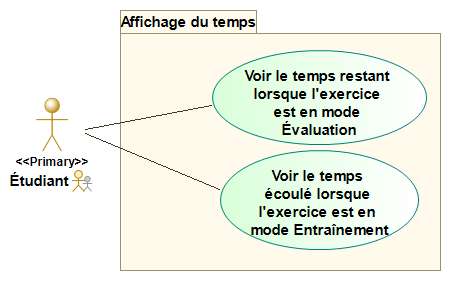 Affichage du temps
Voir le temps restant
lorsque l'exercice
est en mode
Évaluation
<<Primary>>
Étudiant
Voir le temps
écoulé lorsque
l'exercice est en
mode Entraînement